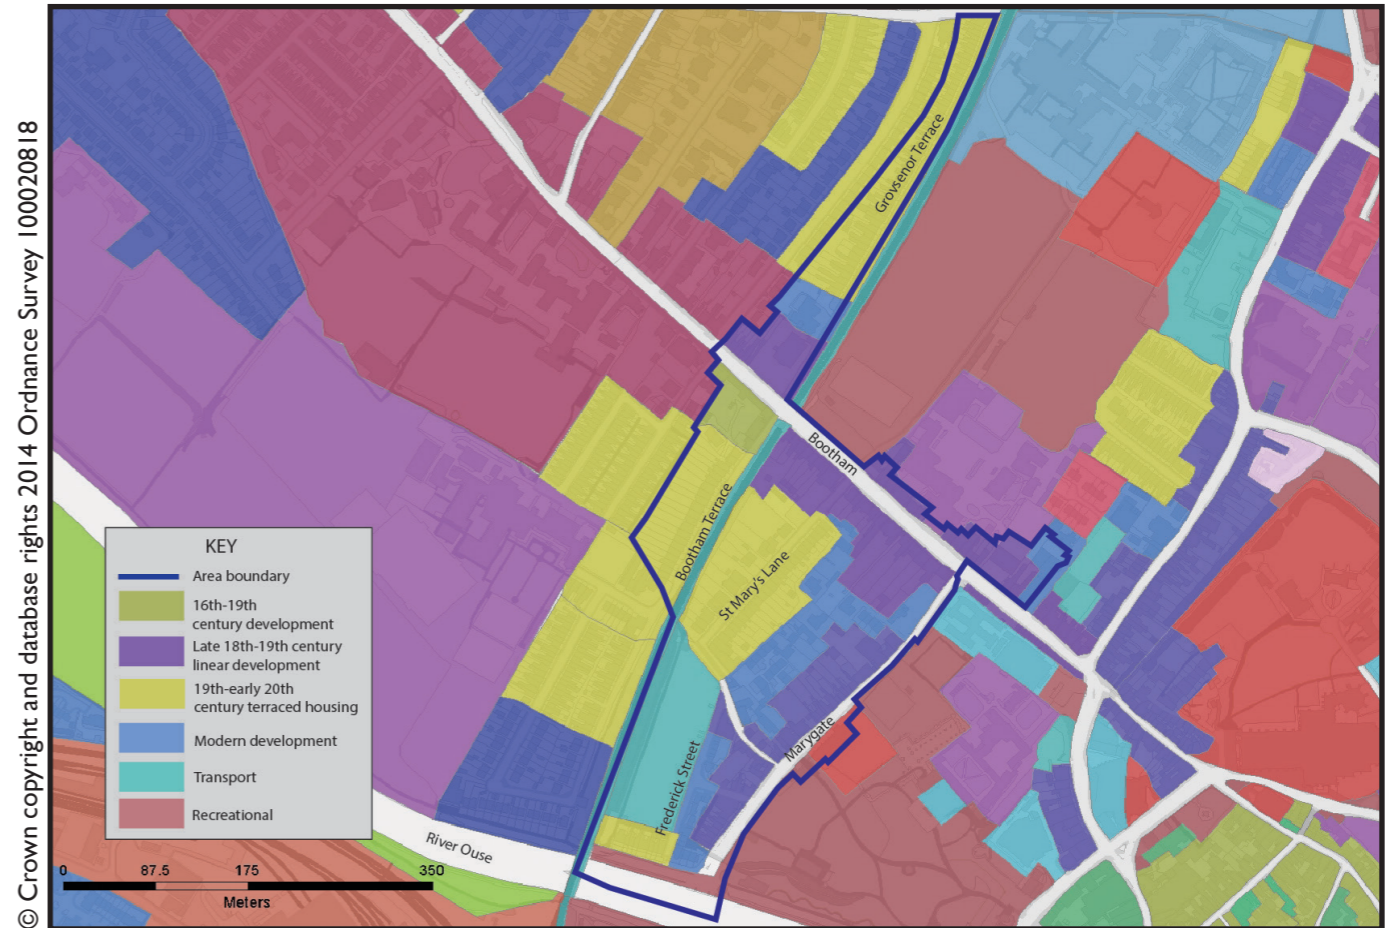 © Crown copyright and database rights 2014 Ordnance Survey 100020818
Grovsenor Terrace
Bootham
Bootham Terrace
St Mary's Lane
Marygate
Frederick Street
River Ouse
KEY
Area boundary
16th-19th
century development
Late 18th-19th century
linear development
19th-early 20th
century terraced housing
Modern development
Transport
Recreational
0 87.5 175 350
Meters